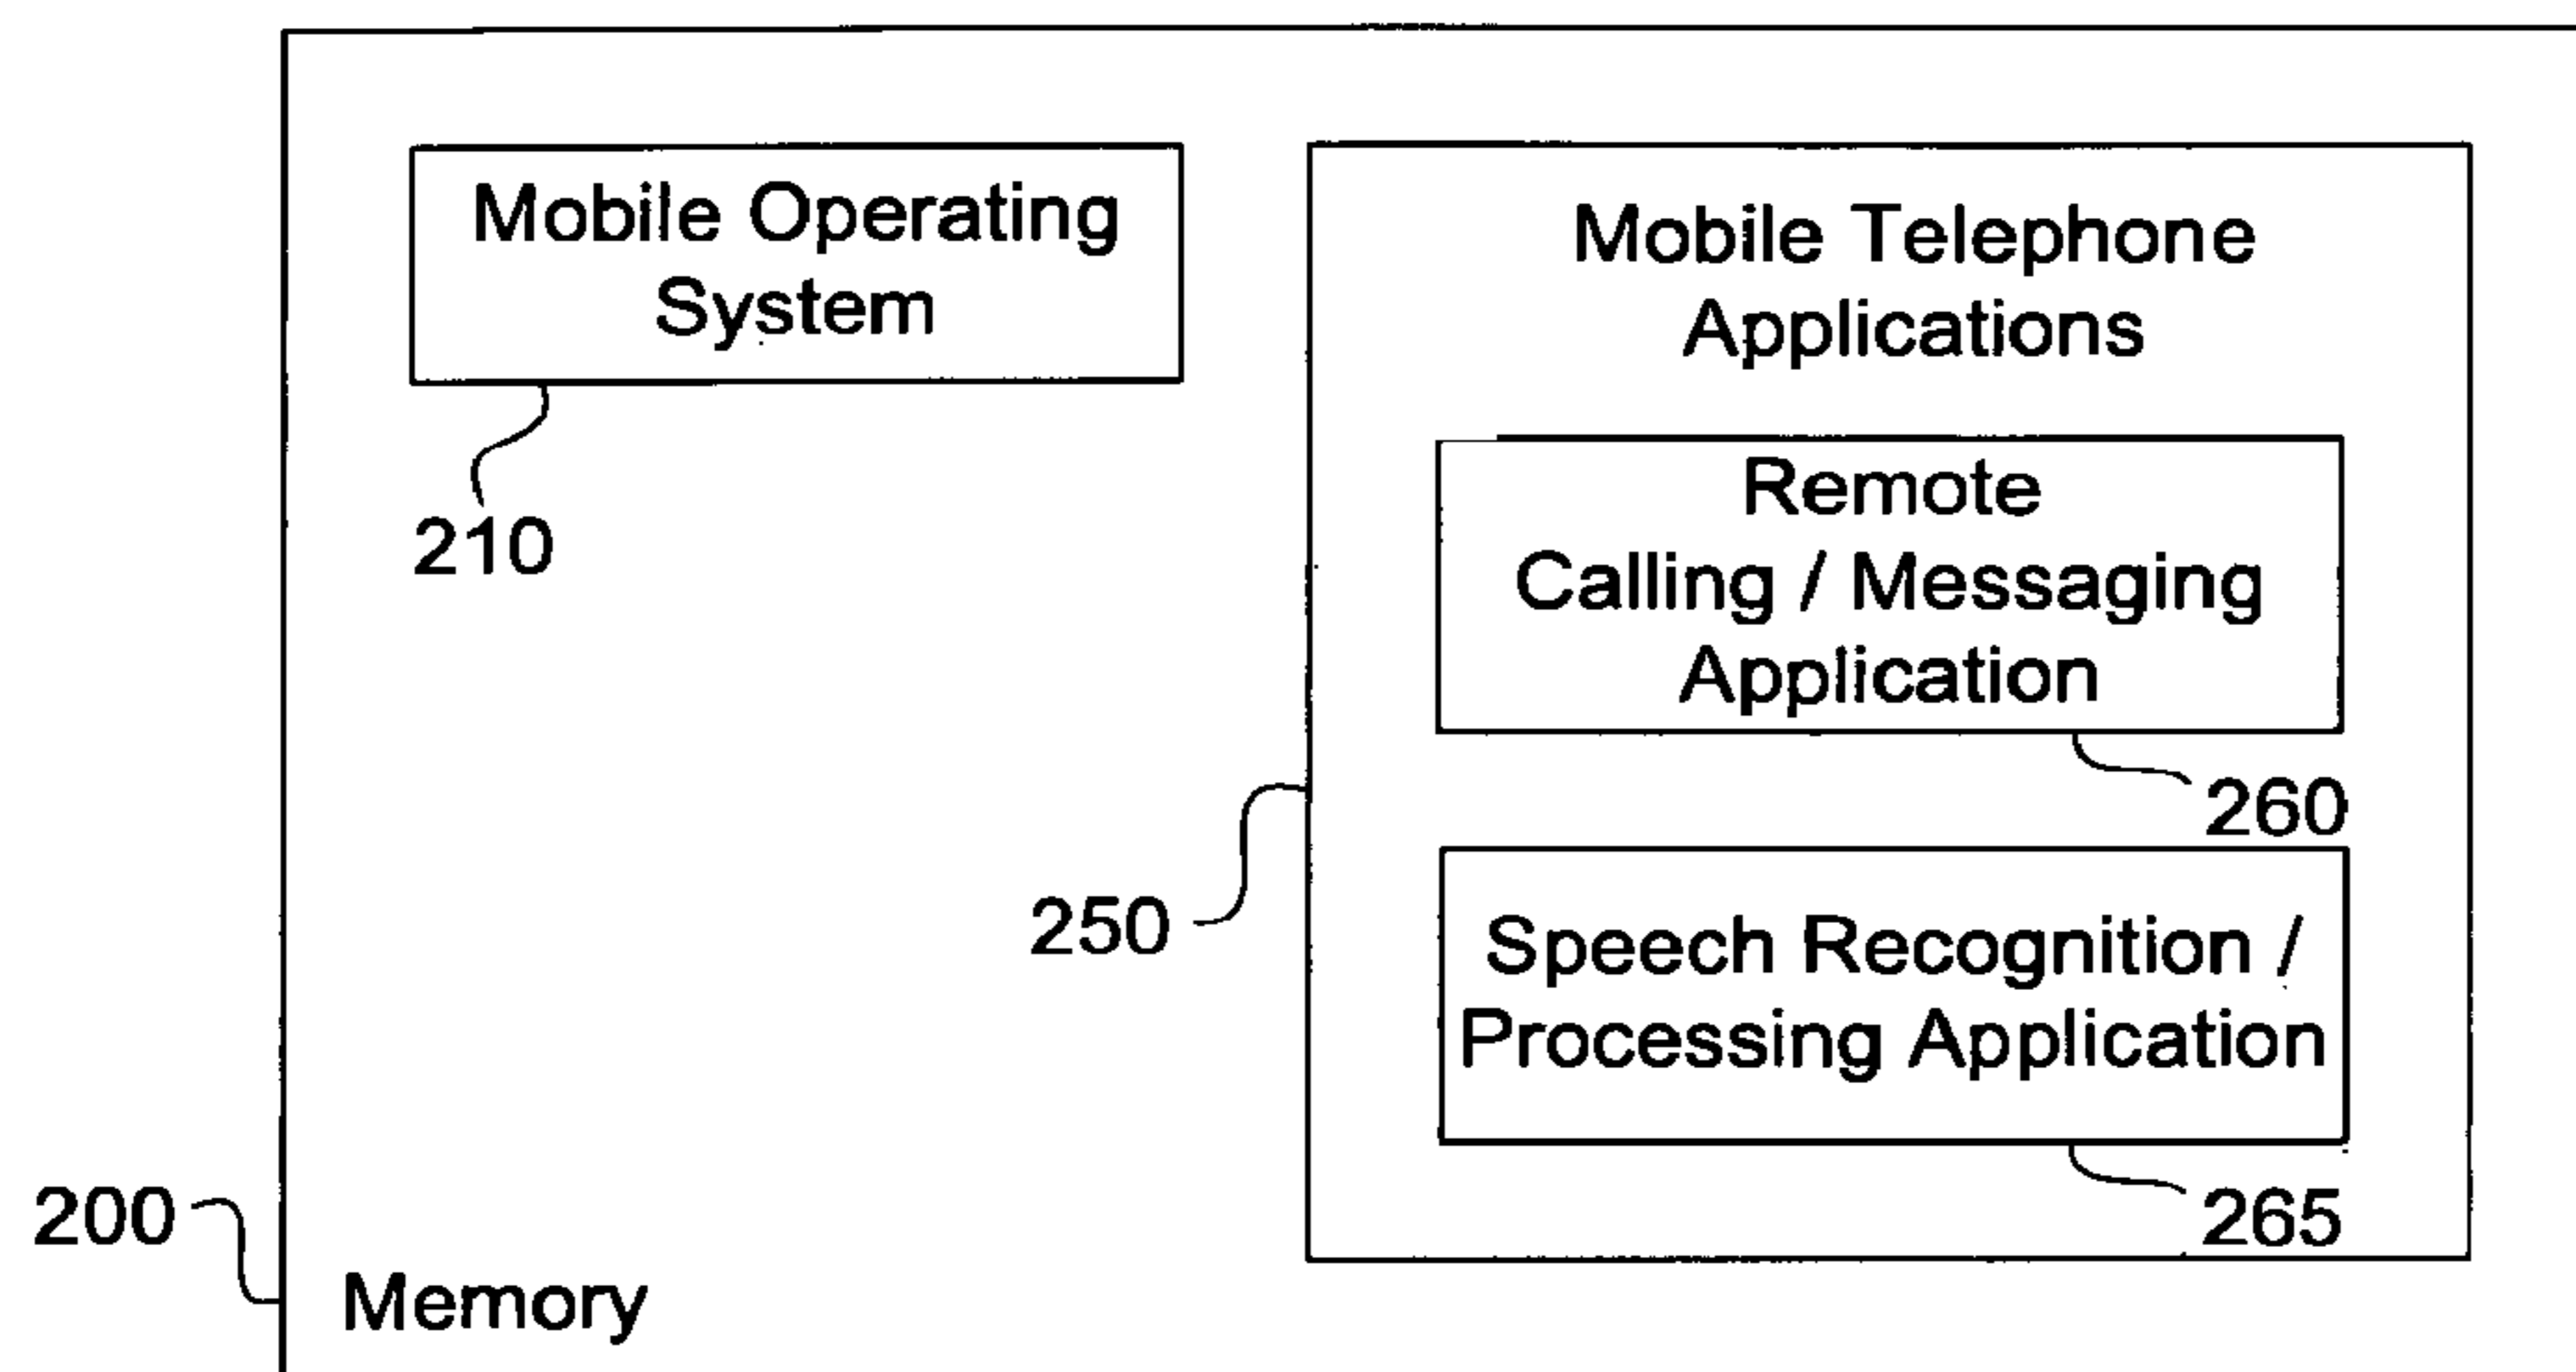 Mobile Operating
System
210
Mobile Telephone
Applications
Remote
Calling / Messaging
Application
260
250
Speech Recognition /
Processing Application
265
200
Memory